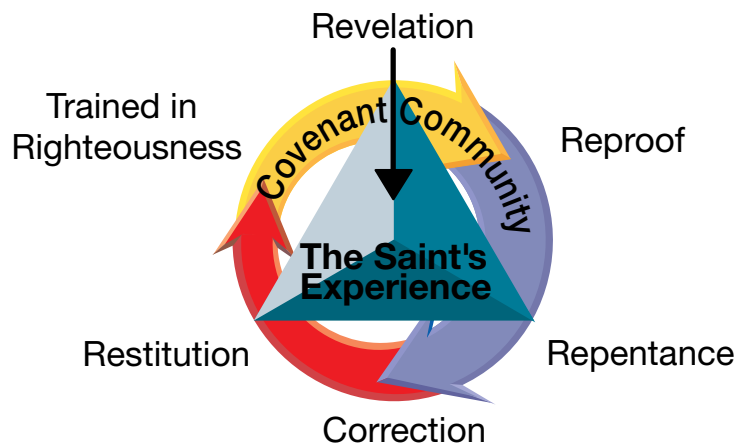 Revelation
Trained in
Righteousness
Covenant Community
Reproof
The Saint's
Experience
Restitution
Repentance
Correction